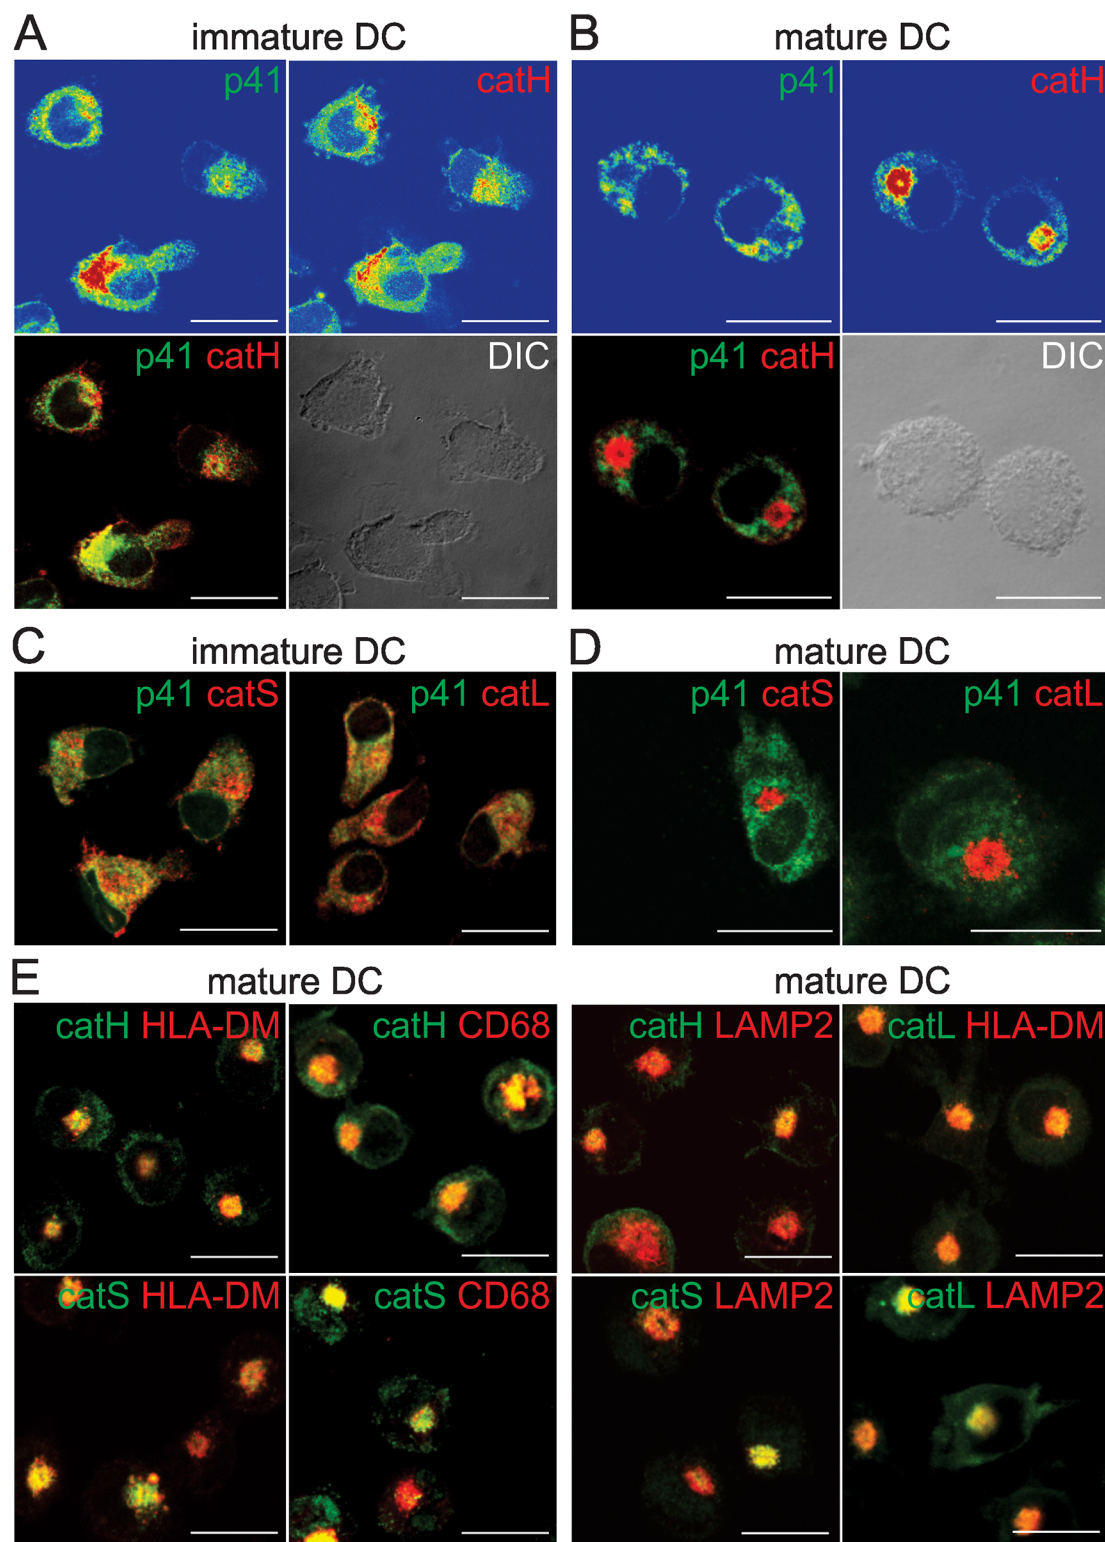 A immature DC
B mature DC
p41
catH
p41
catH
p41 catH
DIC
p41 catH
DIC
C immature DC
D mature DC
p41 catS
p41 catL
p41 catS
p41 catL
E mature DC
mature DC
catH HLA-DM
catH CD68
catH LAMP2
catL HLA-DM
catS HLA-DM
catS CD68
catS LAMP2
catL LAMP2